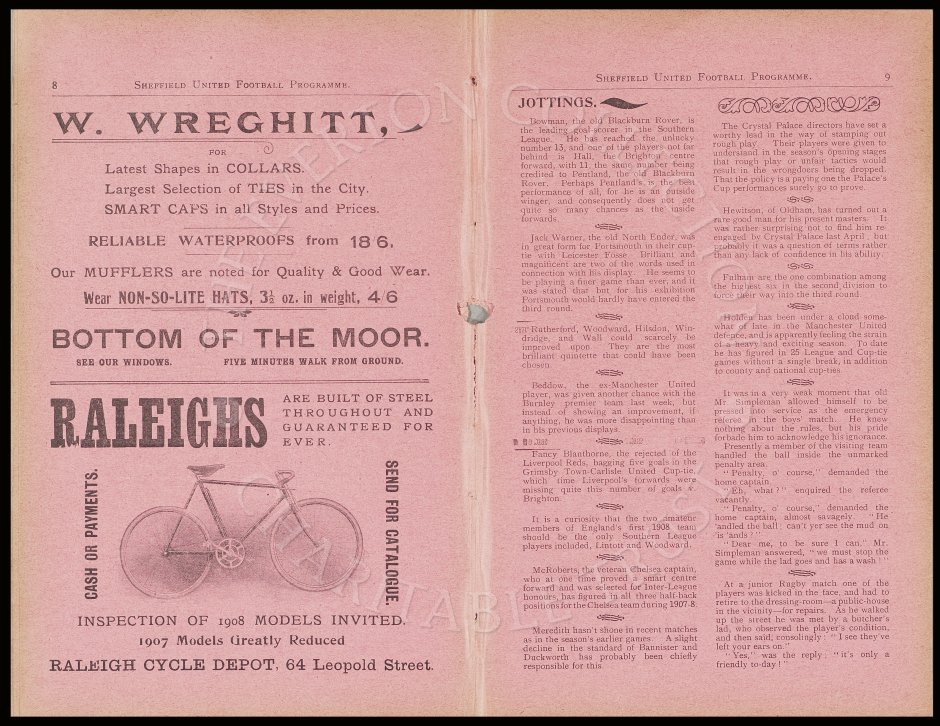 8 SHEFFIELD UNITED FOOTBALL PROGRAMME.
W. WREGHITT,
FOR
Latest Shapes in COLLARS.
Largest Selection of TIES in the City.
SMART CAPS in all Styles and Prices.
RELIABLE WATERPROOFS from 18/6.
Our MUFFLERS are noted for Quality & Good Wear.
Wear NON-SO-LITE HATS, 3½ oz. in weight, 4/6
BOTTOM OF THE MOOR.
SEE OUR WINDOWS. FIVE MINUTES WALK FROM GROUND.
RALEIGHS
ARE BUILT OF STEEL
THROUGHOUT AND
GUARANTEED FOR
EVER.
CASH OR PAYMENTS.
SEND FOR CATALOGUE.
INSPECTION OF 1908 MODELS INVITED.
1907 Models Greatly Reduced
RALEIGH CYCLE DEPOT, 64 Leopold Street.
SHEFFIELD UNITED FOOTBALL PROGRAMME. 9
JOTTINGS.
Bowman, the old Blackburn Rover, is
the leading goal-scorer in the Southern
League. He has reached the unlucky
number 13, and one of the players not far
behind is Hall, the Brighton centre
forward, with 11, the same number being
credited to Pentland, the old Blackburn
Rover. Perhaps Pentland's is the best
performance of all, for he is an outside
winger, and consequently does not get
quite so many chances as the inside
forwards.
Jack Warner, the old North Ender, was
in great form for Portsmouth in their cup-
tie with Leicester Fosse. Brilliant and
magnificent are two of the words used in
connection with his display. He seems to
be playing a finer game than ever, and it
was stated that but for his exhibition
Portsmouth would hardly have entered the
third round.
Rutherford, Woodward, Hilsdon, Win-
dridge, and Wall could scarcely be
improved upon. They are the most
brilliant quintette that could have been
chosen.
Beddow, the ex-Manchester United
player, was given another chance with the
Burnley premier team last week, but
instead of showing an improvement, if
anything, he was more disappointing than
in his previous displays.
Fancy Blanthorne, the rejected of the
Liverpool Reds, bagging five goals in the
Grimsby Town-Carlisle United Cup-tie,
which time Liverpool's forwards were
missing quite this number of goals at
Brighton.
It is a curiosity that the two amateur
members of England's first 1908 team
should be the only Southern League
players included, Lintott and Woodward.
McRoberts, the veteran Chelsea captain,
who at one time proved a smart centre
forward and was selected for Inter-League
honours, has figured in all three half-back
positions for the Chelsea team during 1907-8.
Meredith hasn't shone in recent matches
as in the season's earlier games. A slight
decline in the standard of Bannister and
Duckworth has probably been chiefly
responsible for this.
The Crystal Palace directors have set a
worthy lead in the way of stamping out
rough play. Their players were given to
understand in the season's opening stages
that rough play or unfair tactics would
result in the wrongdoers being dropped.
That the policy is a paying one the Palace's
Cup performances surely go to prove.
Hewitson, of Oldham, has turned out a
rare good man for his present masters. It
was rather surprising not to find him re-
engaged by Crystal Palace last April, but
probably it was a question of terms rather
than any lack of confidence in his ability.
Fulham are the one combination among
the highest six in the second division to
force their way into the third round.
Holden has been under a cloud some-
what of late in the Manchester United
defence, and is apparently feeling the strain
of a heavy and exciting season. To date
he has figured in 25 League and Cup-tie
games without a single break, in addition
to county and national cup-ties.
It was in a very weak moment that old
Mr. Simpleman allowed himself to be
pressed into service as the emergency
referee in the boys' match. He knew
nothing about the rules, but his pride
forbade him to acknowledge his ignorance.
Presently a member of the visiting team
handled the ball inside the unmarked
penalty area.
"Penalty, o' course," demanded the
home captain.
"Eh, what?" enquired the referee
vacantly.
"Penalty, o' course," demanded the
home captain, almost savagely. "He
'andled the ball; can't yer see the mud on
'is 'ands?"
"Dear me, to be sure I can," Mr.
Simpleman answered, "we must stop the
game while the lad goes and has a wash!"
At a junior Rugby match one of the
players was kicked in the face, and had to
retire to the dressing-room—a public-house
in the vicinity—for repairs. As he walked
up the street he was met by a butcher's
lad, who observed the player's condition,
and then said, consolingly: "I see they've
left your ears on."
"Yes," was the reply: "it's only a
friendly to-day!"